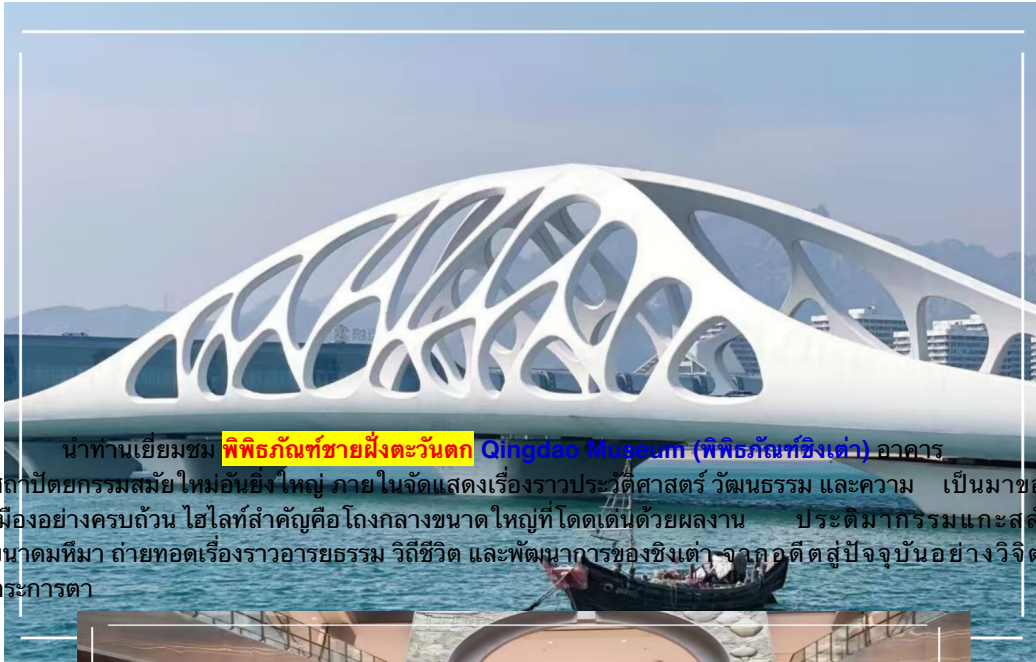 นำท่านเยี่ยมชม พิพิธภัณฑ์ชายฝั่งตะวันตก Qingdao Museum (พิพิธภัณฑ์ชิงเต่า) อาคาร
สถาปัตยกรรมสมัยใหม่อันยิ่งใหญ่ ภายในจัดแสดงเรื่องราวประวัติศาสตร์ วัฒนธรรม และความ เป็นมาขอ
มืองอย่างครบถ้วน ไฮไลท์สำคัญคือโถงกลางขนาดใหญ่ที่โดดเด่นด้วยผลงาน ประติมากรรมแกะสลั
ขนาดมหึมา ถ่ายทอดเรื่องราวอารยธรรม วิถีชีวิต และพัฒนาการของชิงเต่า จากอดีตสู่ปัจจุบันอย่างวิจิต
ระการตา